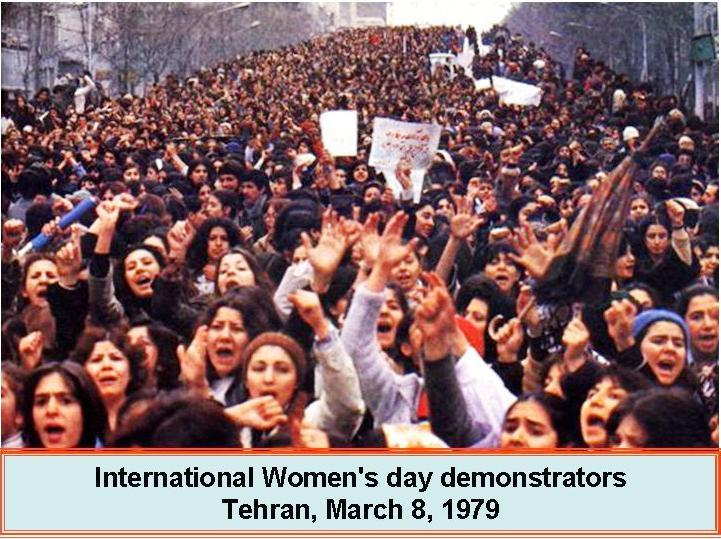 International Women's day demonstrators
Tehran, March 8, 1979